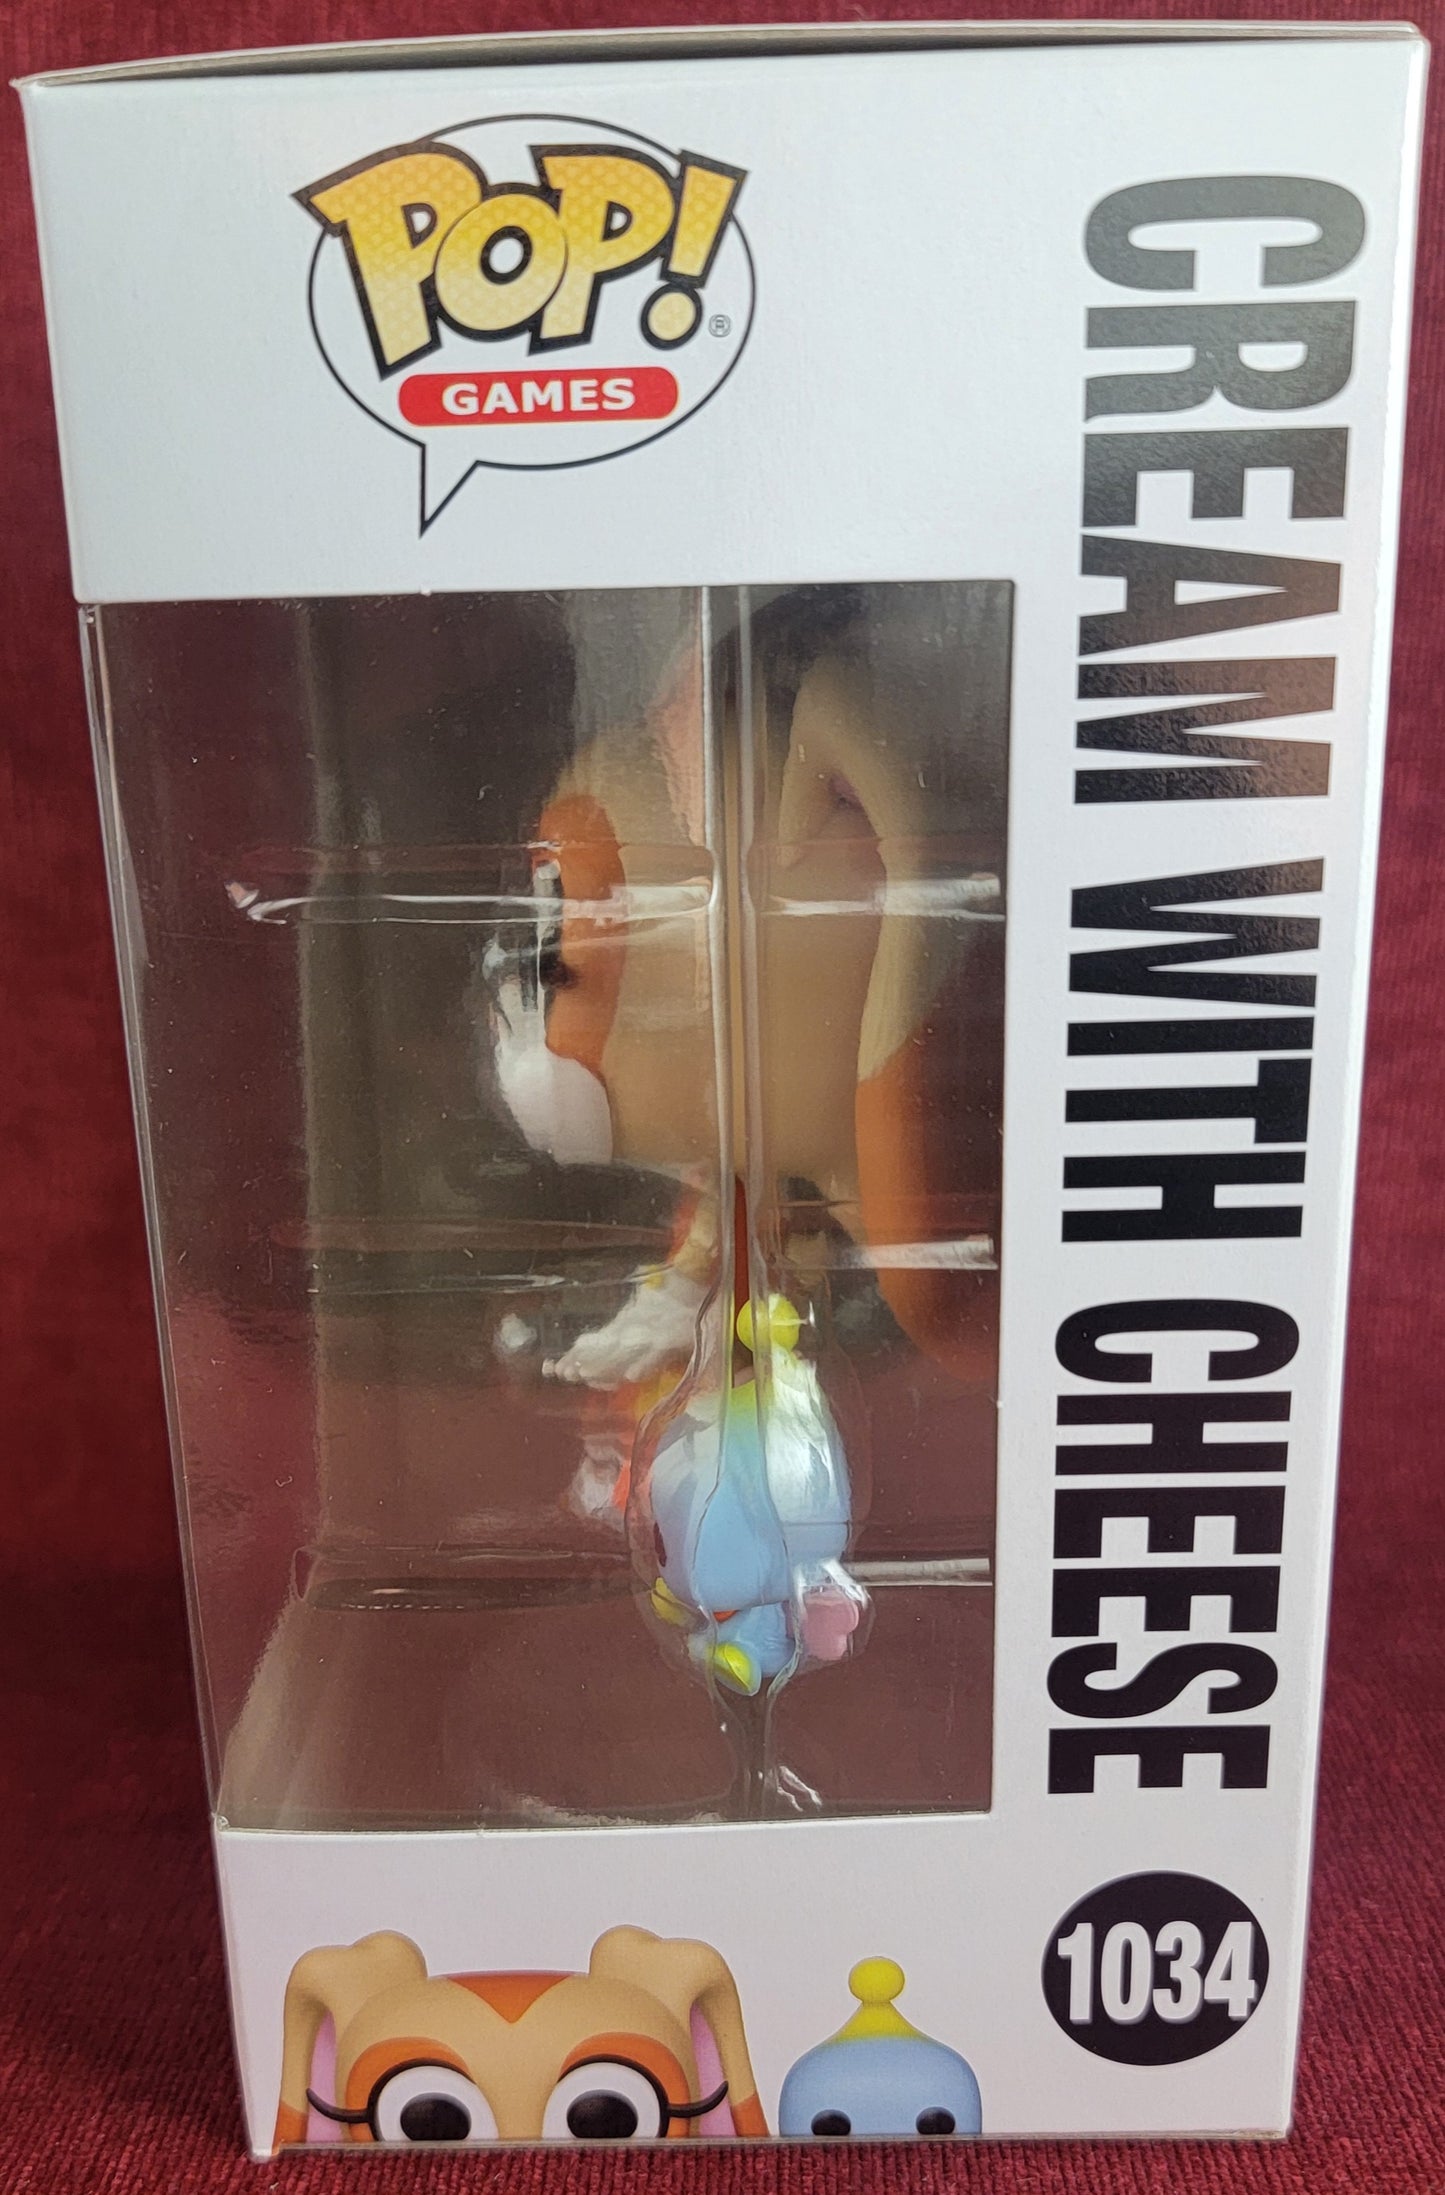 POP!®
GAMES
CREAM WITH CHEESE
1034